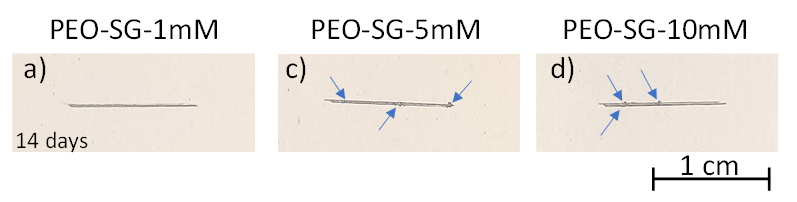 PEO-SG-1mM PEO-SG-5mM PEO-SG-10mM
a) c) d)
14 days
1 cm